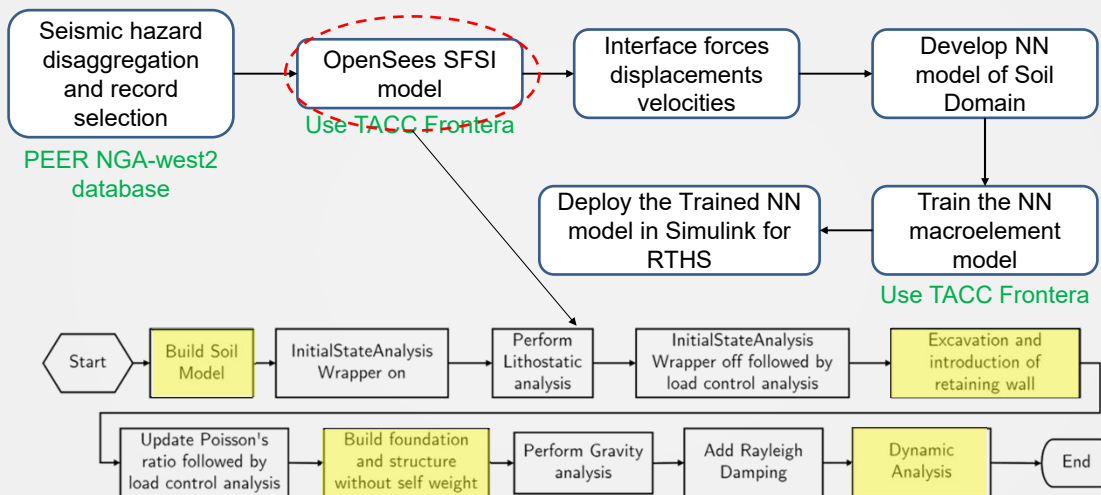 Seismic hazard
disaggregation
and record
selection
PEER NGA-west2
database
OpenSees SFSI
model
Use TACC Frontera
Interface forces
displacements
velocities
Develop NN
model of Soil
Domain
Deploy the Trained NN
model in Simulink for
RTHS
Train the NN
macroelement
model
Use TACC Frontera
Start
Build Soil
Model
InitialStateAnalysis
Wrapper on
Perform
Lithostatic
analysis
InitialStateAnalysis
Wrapper off followed by
load control analysis
Excavation and
introduction of
retaining wall
Update Poisson's
ratio followed by
load control analysis
Build foundation
and structure
without self weight
Perform Gravity
analysis
Add Rayleigh
Damping
Dynamic
Analysis
End